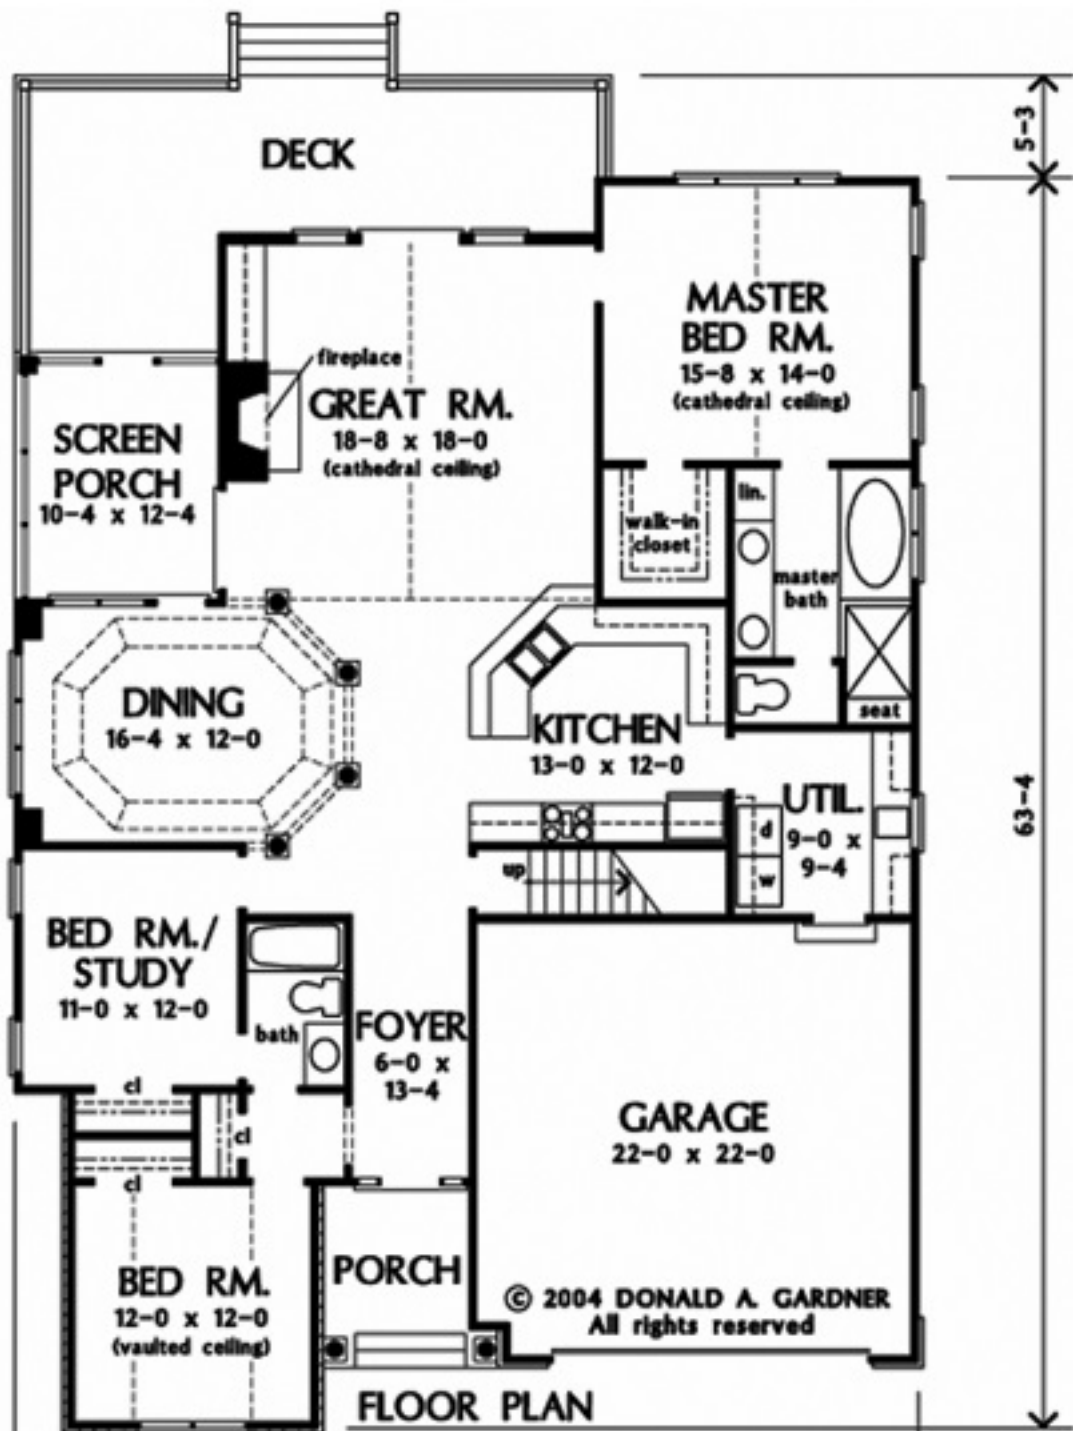 DECK
5-3
MASTER
BED RM.
15-8 x 14-0
(cathedral ceiling)
fireplace
GREAT RM.
18-8 x 18-0
(cathedral ceiling)
SCREEN
PORCH
10-4 x 12-4
walk-in
closet
lin.
master
bath
seat
DINING
16-4 x 12-0
KITCHEN
13-0 x 12-0
UTIL.
9-0 x
9-4
d
w
63-4
up
BED RM./
STUDY
11-0 x 12-0
bath
FOYER
6-0 x
13-4
cl
cl
cl
GARAGE
22-0 x 22-0
BED RM.
12-0 x 12-0
(vaulted ceiling)
PORCH
© 2004 DONALD A. GARDNER
All rights reserved
FLOOR PLAN